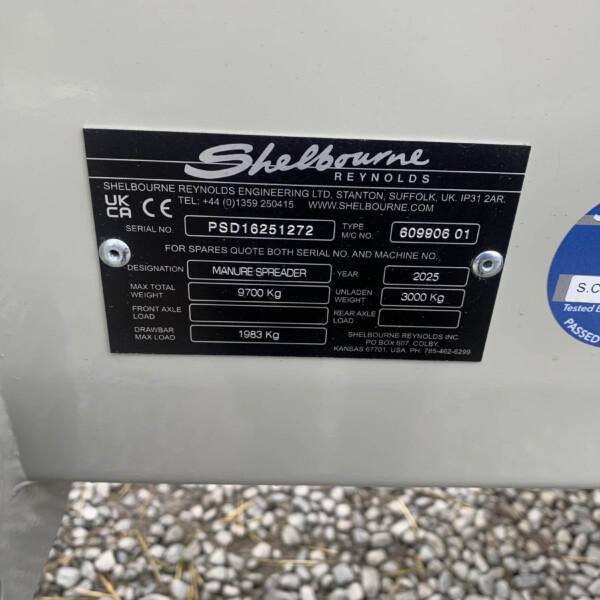 Shelbourne
REYNOLDS
SHELBOURNE REYNOLDS ENGINEERING LTD, STANTON, SUFFOLK, UK. IP31 2AR.
TEL: +44 (0)1359 250415 WWW.SHELBOURNE.COM
UK
CA CE
SERIAL NO. PSD16251272 TYPE M/C NO. 609906 01
FOR SPARES QUOTE BOTH SERIAL NO. AND MACHINE NO.
DESIGNATION MANURE SPREADER YEAR 2025
MAX TOTAL WEIGHT 9700 Kg UNLADEN WEIGHT 3000 Kg
FRONT AXLE LOAD REAR AXLE LOAD
DRAWBAR MAX LOAD 1983 Kg
SHELBOURNE REYNOLDS INC.
PO BOX 607, COLBY,
KANSAS 67701, USA. PH: 785-462-6299
S.C
Tested
PASSED